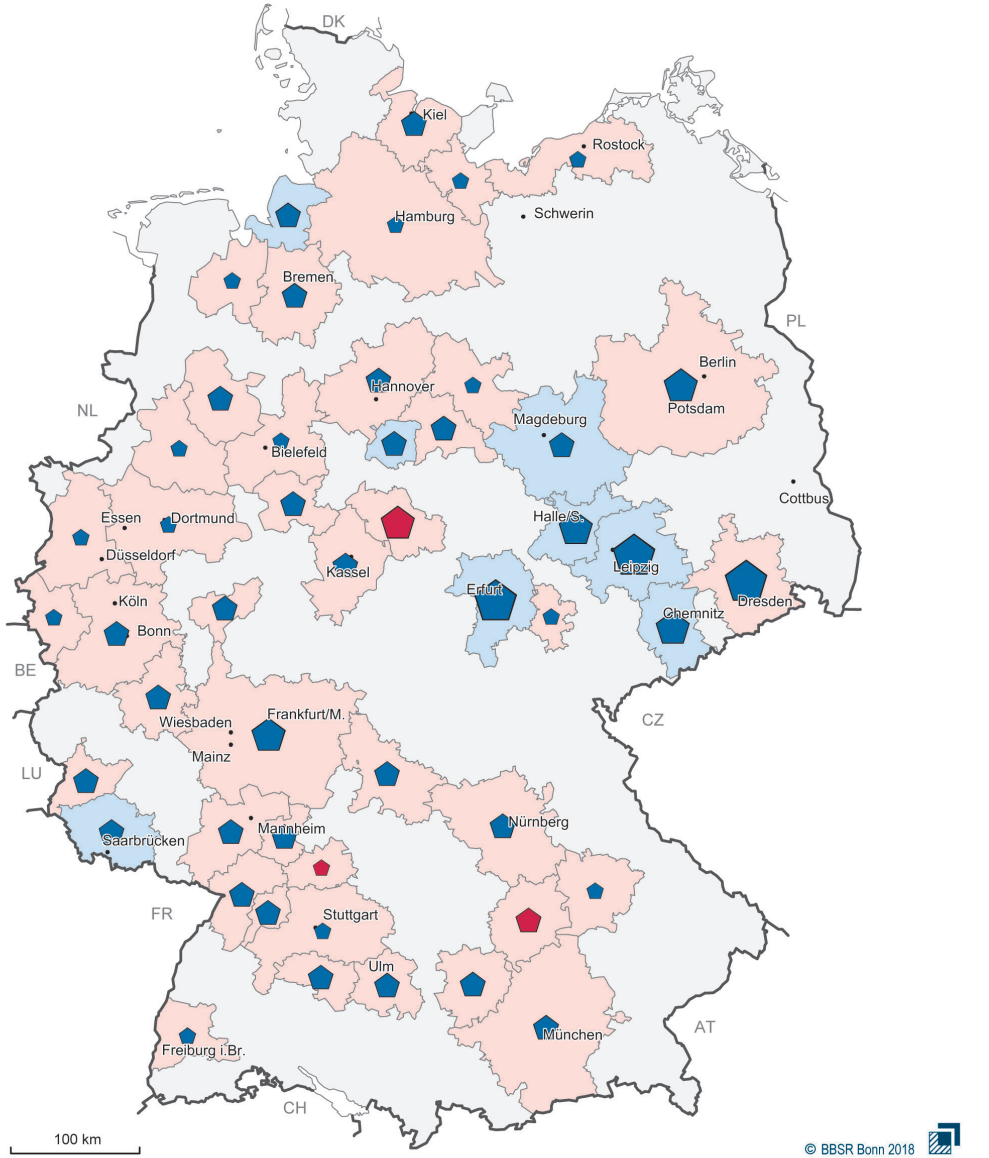 DK
Kiel
Rostock
Schwerin
Hamburg
Bremen
PL
Berlin
Hannover
Potsdam
NL
Magdeburg
Bielefeld
Cottbus
Essen
Dortmund
Halle/S.
Düsseldorf
Leipzig
Kassel
Erfurt
Köln
Dresden
Chemnitz
Bonn
BE
Frankfurt/M.
CZ
Wiesbaden
Mainz
LU
Nürnberg
Mannheim
Saarbrücken
FR
Stuttgart
Ulm
AT
München
Freiburg i.Br.
CH
100 km
© BBSR Bonn 2018